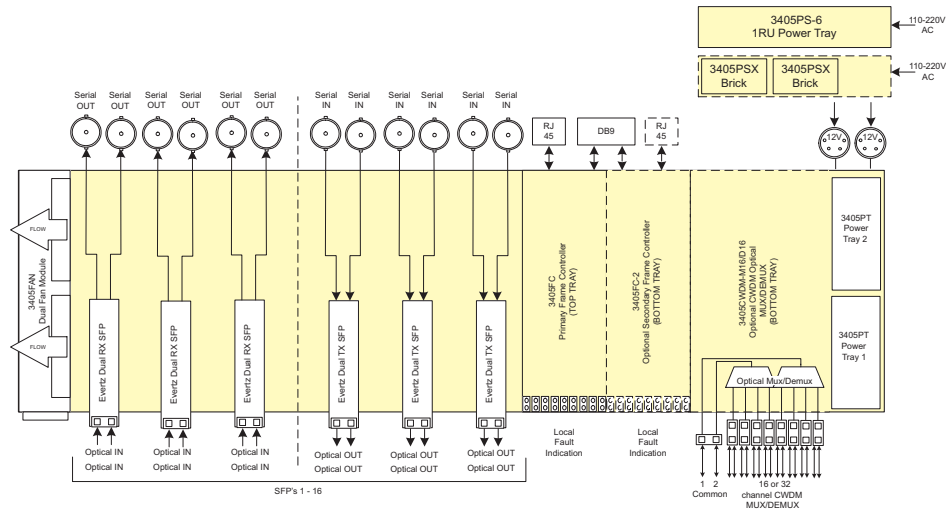 3405PS-6
1RU Power Tray
110-220V
AC
3405PSX
Brick
3405PSX
Brick
110-220V
AC
Serial
OUT
Serial
OUT
Serial
OUT
Serial
OUT
Serial
OUT
Serial
OUT
Serial
IN
Serial
IN
Serial
IN
Serial
IN
Serial
IN
Serial
IN
RJ
45
DB9
RJ
45
12V
12V
FLOW
FLOW
3405FAN
Dual Fan Module
Evertz Dual RX SFP
Evertz Dual RX SFP
Evertz Dual RX SFP
Evertz Dual TX SFP
Evertz Dual TX SFP
Evertz Dual TX SFP
3405FC
Primary Frame Controller
(TOP TRAY)
3405FC-2
Optional Secondary Frame Controller
(BOTTOM TRAY)
3405CWDM-M16/D16
Optional CWDM Optical
MUX/DEMUX
(BOTTOM TRAY)
3405PT
Power
Tray 2
3405PT
Power
Tray 1
Optical Mux/Demux
Optical IN
Optical IN
Optical IN
Optical IN
Optical IN
Optical IN
Optical OUT
Optical OUT
Optical OUT
Optical OUT
Optical OUT
Optical OUT
SFP's 1 - 16
Local
Fault
Indication
Local
Fault
Indication
1 2
Common
16 or 32
channel CWDM
MUX/DEMUX